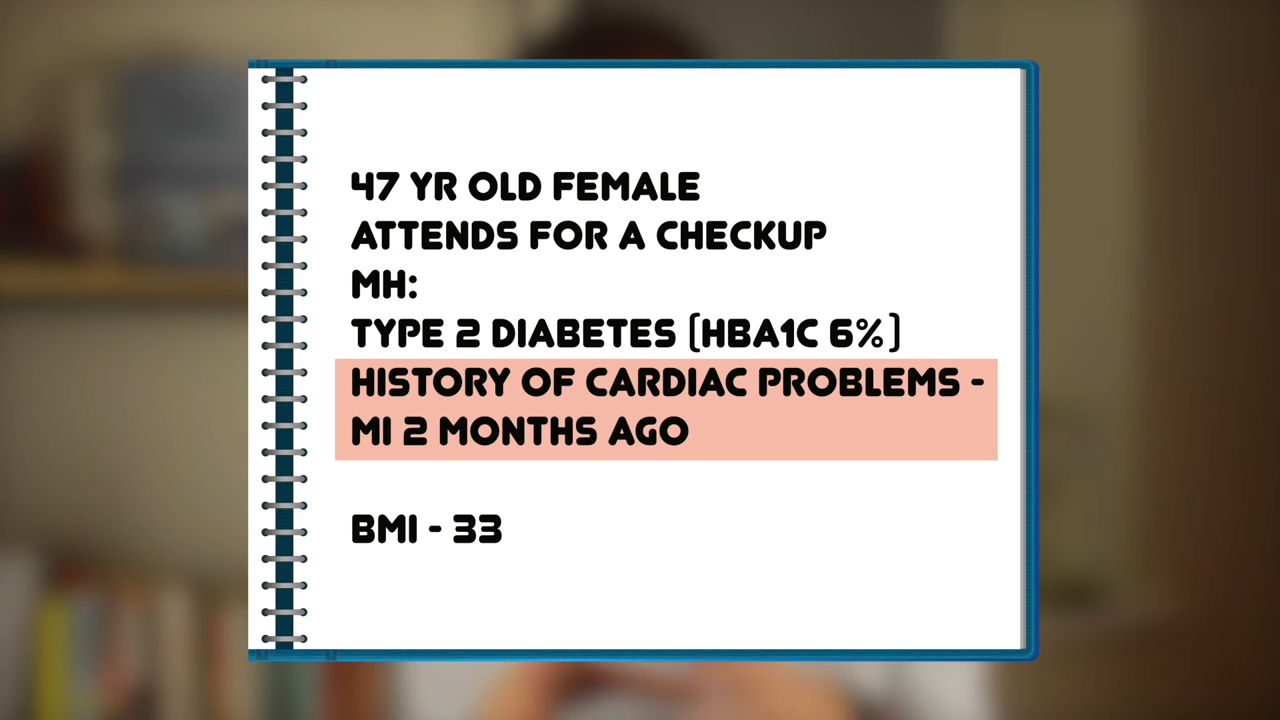 47 YR OLD FEMALE
ATTENDS FOR A CHECKUP
MH:
TYPE 2 DIABETES (HBA1C 6%)
HISTORY OF CARDIAC PROBLEMS -
MI 2 MONTHS AGO
BMI - 33